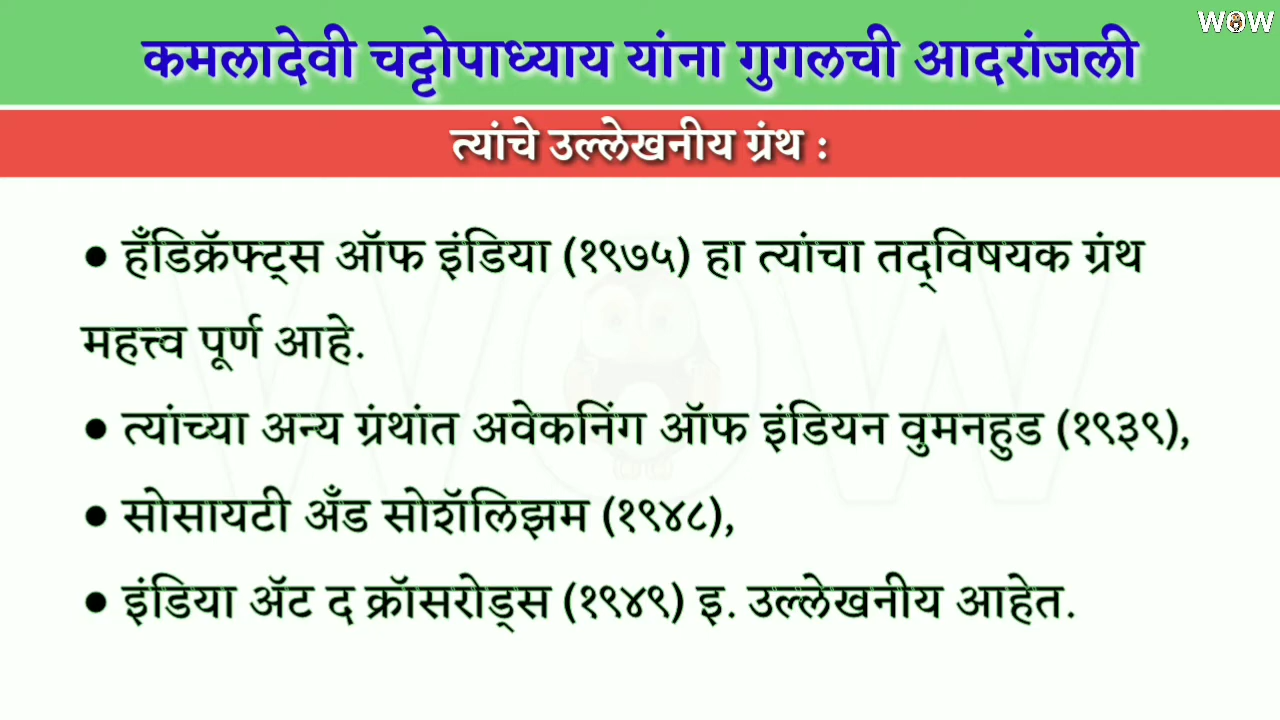 WOW
कमलादेवी चट्टोपाध्याय यांना गुगलची आदरांजली
त्यांचे उल्लेखनीय ग्रंथ :
● हँडिक्रॅफ्ट्स ऑफ इंडिया (१९७५) हा त्यांचा तद्‌विषयक ग्रंथ
महत्त्व पूर्ण आहे.
● त्यांच्या अन्य ग्रंथांत अवेकनिंग ऑफ इंडियन वुमनहुड (१९३९),
● सोसायटी अँड सोशॅलिझम (१९४८),
● इंडिया ॲट द क्रॉसरोड्स (१९४९) इ. उल्लेखनीय आहेत.